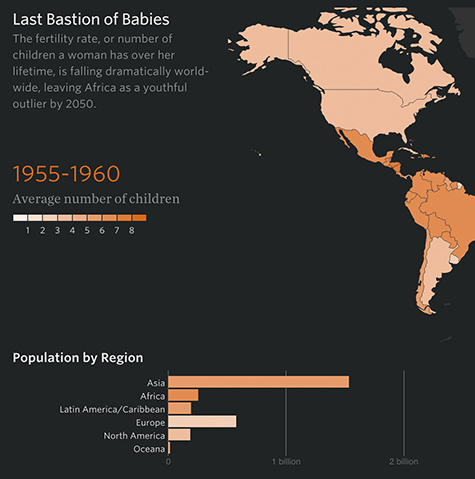 Last Bastion of Babies
The fertility rate, or number of
children a woman has over her
lifetime, is falling dramatically world-
wide, leaving Africa as a youthful
outlier by 2050.
1955-1960
Average number of children
1 2 3 4 5 6 7 8
Population by Region
Asia
Africa
Latin America/Caribbean
Europe
North America
Oceana
0 1 billion 2 billion